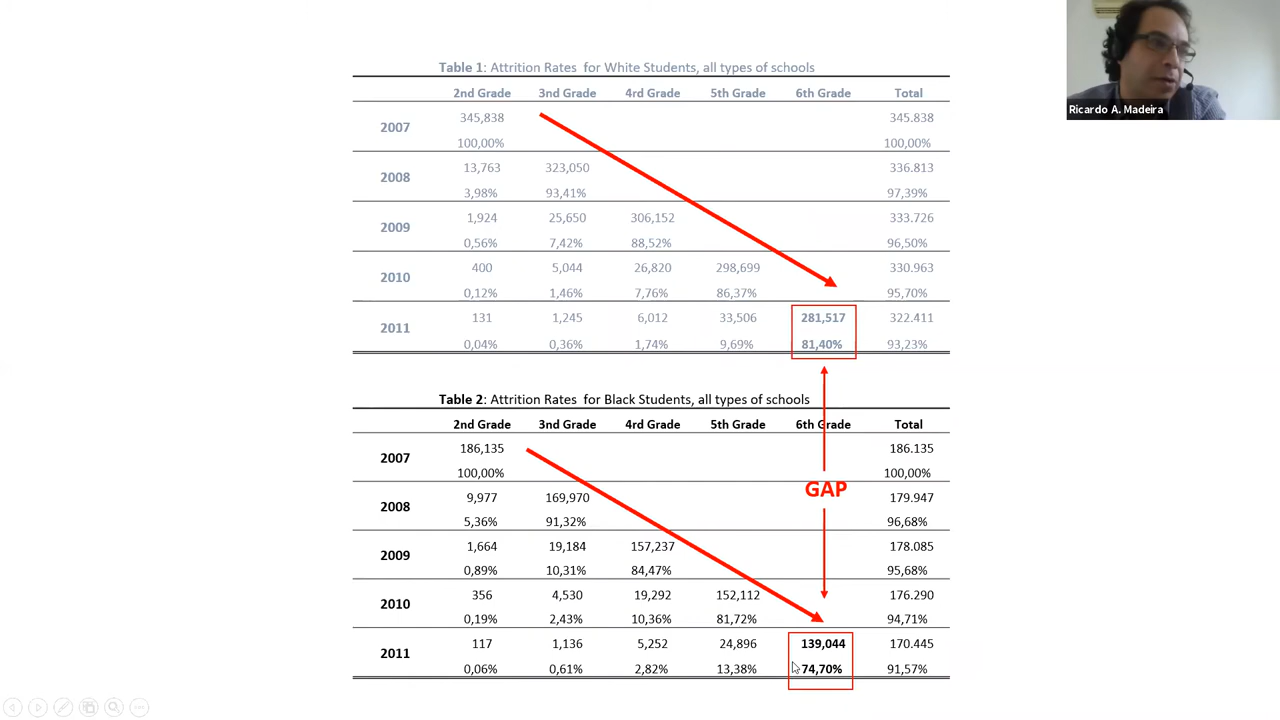 Ricardo A. Madeira
Table 1: Attrition Rates for White Students, all types of schools
2nd Grade 3nd Grade 4rd Grade 5th Grade 6th Grade Total
2007 345,838 345.838
100,00% 100,00%
2008 13,763 323,050 336.813
3,98% 93,41% 97,39%
2009 1,924 25,650 306,152 333.726
0,56% 7,42% 88,52% 96,50%
2010 400 5,044 26,820 298,699 330.963
0,12% 1,46% 7,76% 86,37% 95,70%
2011 131 1,245 6,012 33,506 281,517 322.411
0,04% 0,36% 1,74% 9,69% 81,40% 93,23%
Table 2: Attrition Rates for Black Students, all types of schools
2nd Grade 3nd Grade 4rd Grade 5th Grade 6th Grade Total
2007 186,135 186.135
100,00% 100,00%
2008 9,977 169,970 179.947
5,36% 91,32% 96,68%
GAP
2009 1,664 19,184 157,237 178.085
0,89% 10,31% 84,47% 95,68%
2010 356 4,530 19,292 152,112 176.290
0,19% 2,43% 10,36% 81,72% 94,71%
2011 117 1,136 5,252 24,896 139,044 170.445
0,06% 0,61% 2,82% 13,38% 74,70% 91,57%